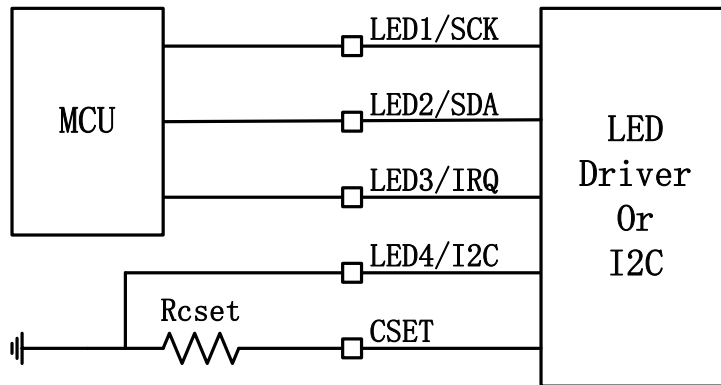 MCU
LED1/SCK
LED2/SDA
LED3/IRQ
LED4/I2C
Rcset
CSET
LED
Driver
Or
I2C